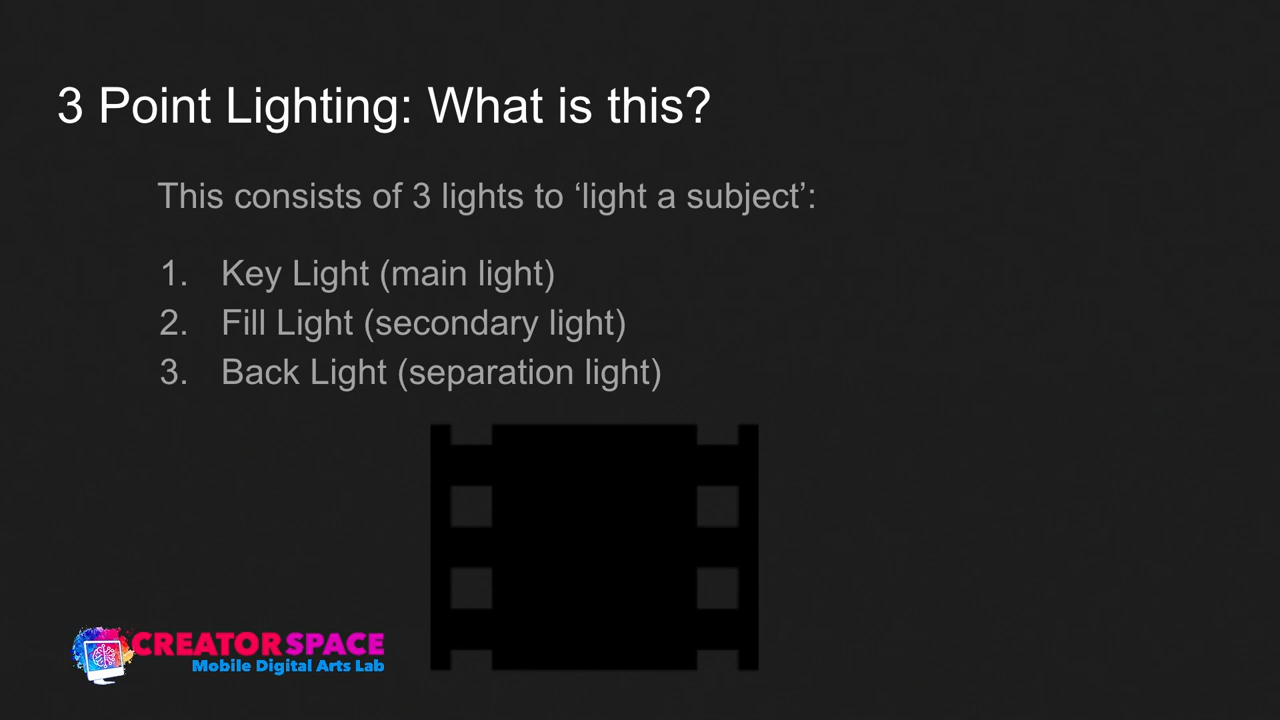 3 Point Lighting: What is this?
This consists of 3 lights to ‘light a subject’:
1. Key Light (main light)
2. Fill Light (secondary light)
3. Back Light (separation light)
CREATORSPACE
Mobile Digital Arts Lab